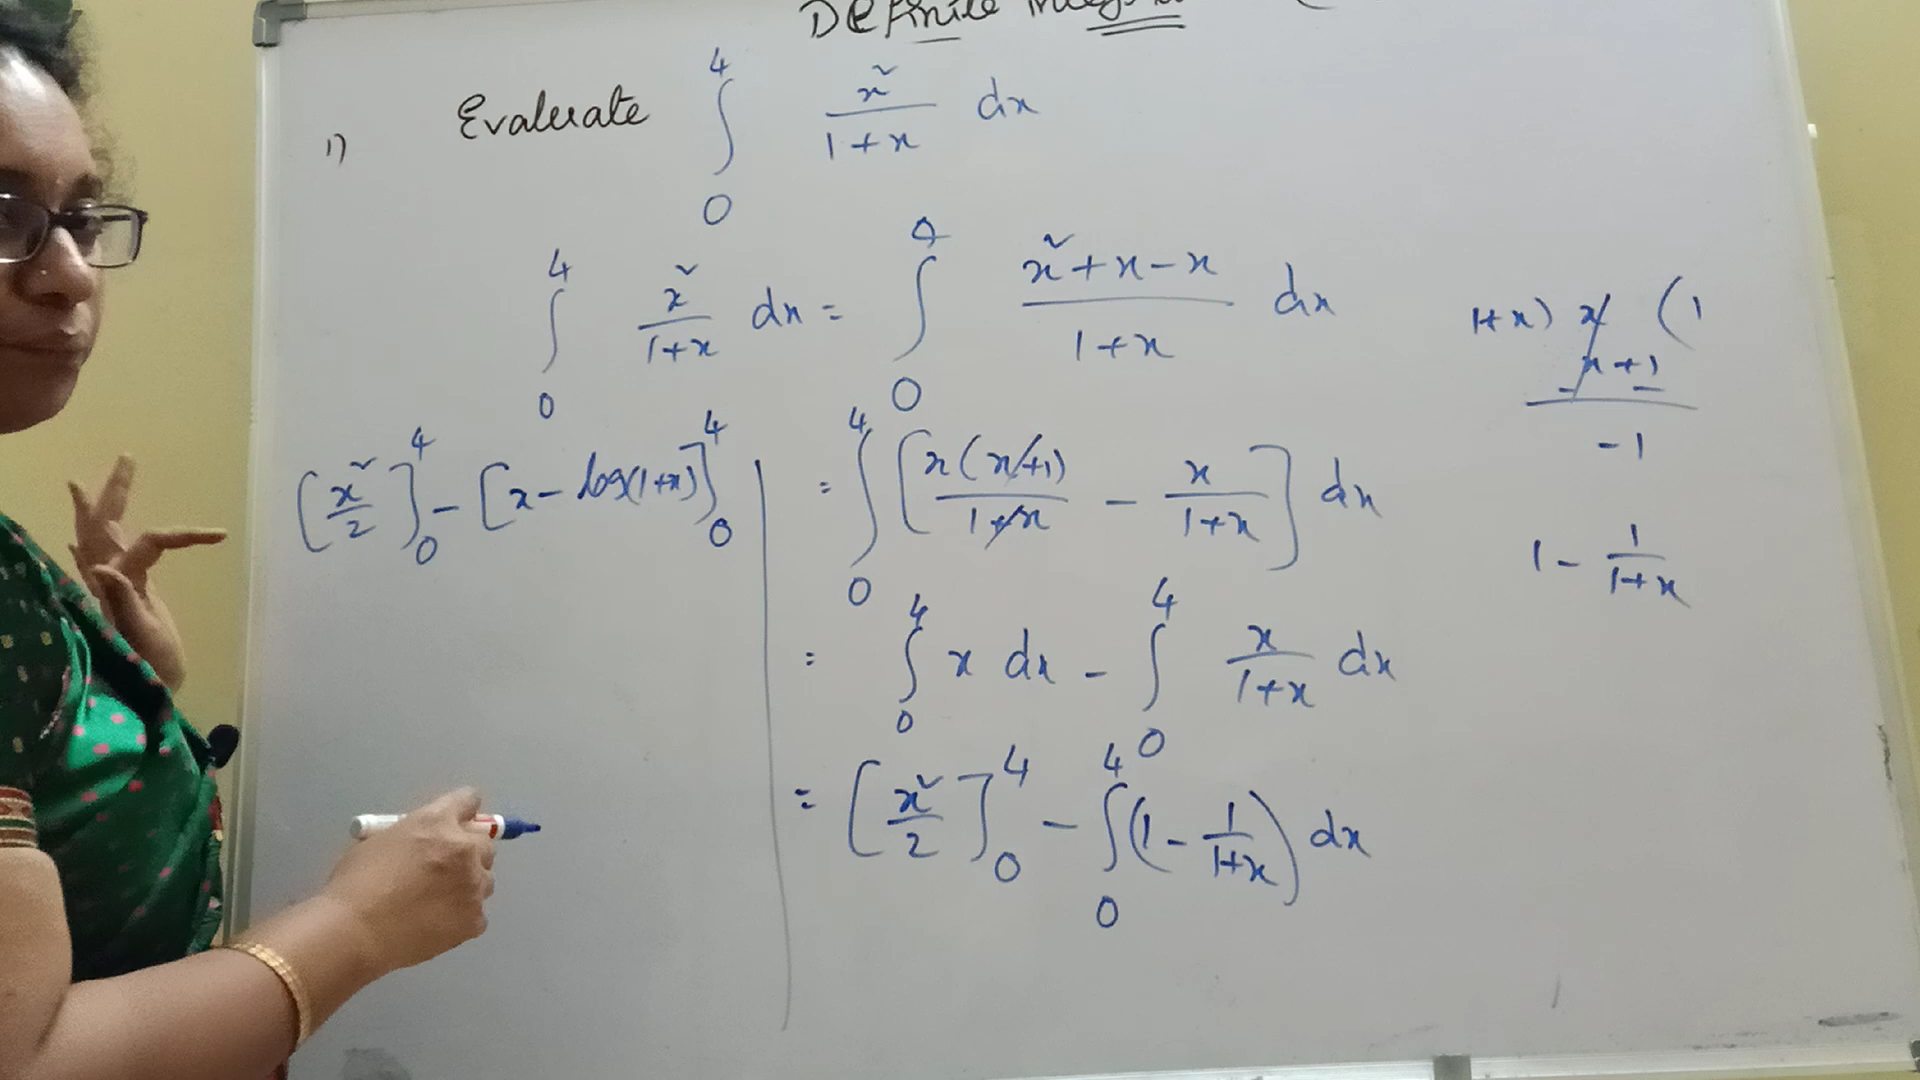 Definite
1) Evaluate ∫₀⁴ x²/(1+x) dx
∫₀⁴ x²/(1+x) dx = ∫₀⁴ (x²+x-x)/(1+x) dx
= ∫₀⁴ [x(x+1)/(1+x) - x/(1+x)] dx
= ∫₀⁴ x dx - ∫₀⁴ x/(1+x) dx
= [x²/2]₀⁴ - ∫₀⁴ (1 - 1/(1+x)) dx
[x²/2]₀⁴ - [x - log(1+x)]₀⁴
1+x) x (1
x+1
- -
-1
1 - 1/(1+x)